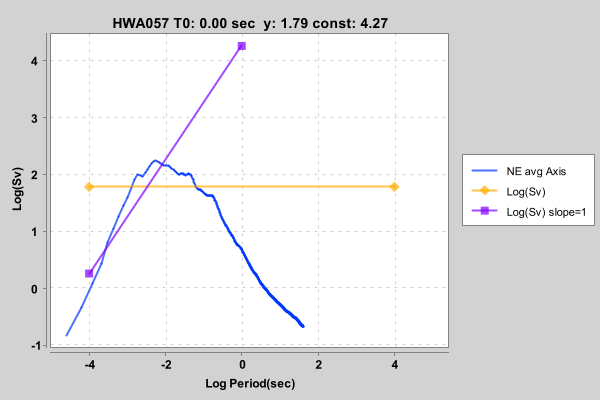 HWA057 T0: 0.00 sec y: 1.79 const: 4.27
4
3
2
1
0
-1
Log(Sv)
-4
-2
0
2
4
Log Period(sec)
NE avg Axis
Log(Sv)
Log(Sv) slope=1